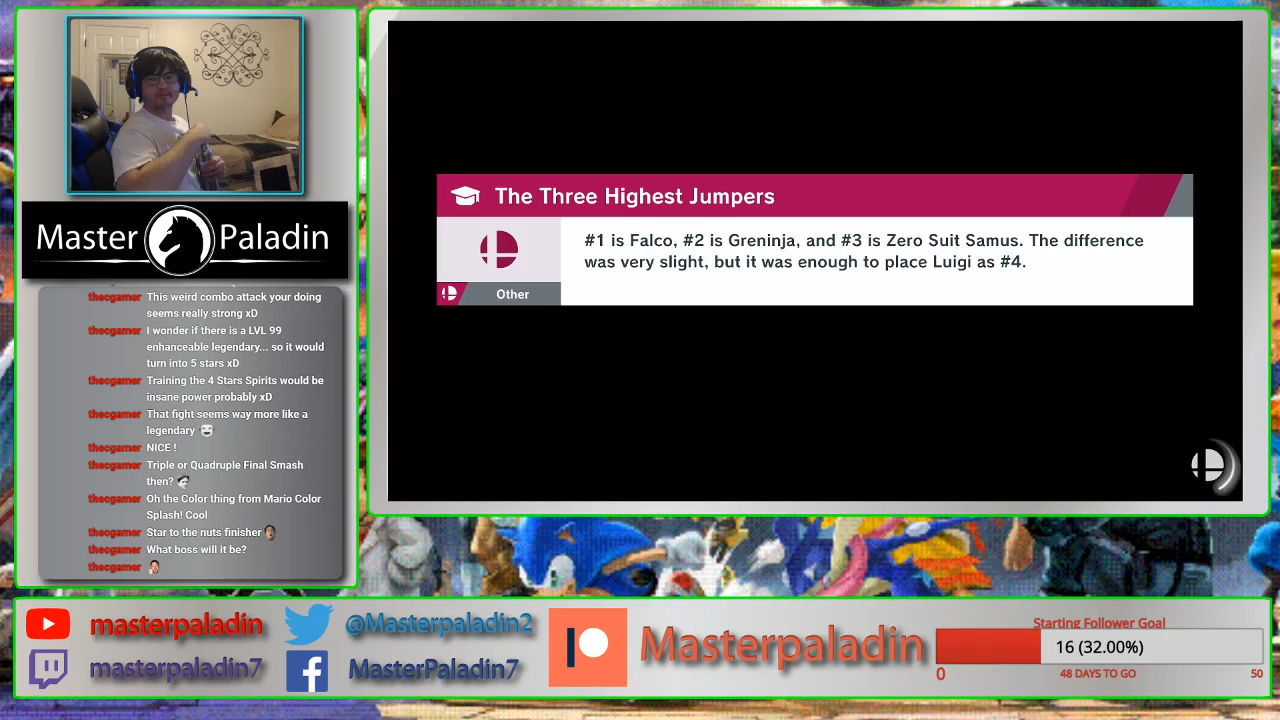 Master Paladin
thecgamer This weird combo attack your doing
seems really strong xD
thecgamer I wonder if there is a LVL 99
enhanceable legendary... so it would
turn into 5 stars xD
thecgamer Training the 4 Stars Spirits would be
insane power probably xD
thecgamer That fight seems way more like a
legendary
thecgamer NICE !
thecgamer Triple or Quadruple Final Smash
then?
thecgamer Oh the Color thing from Mario Color
Splash! Cool
thecgamer Star to the nuts finisher
thecgamer What boss will it be?
thecgamer
The Three Highest Jumpers
#1 is Falco, #2 is Greninja, and #3 is Zero Suit Samus. The difference
was very slight, but it was enough to place Luigi as #4.
Other
masterpaladin
@Masterpaladin2
masterpaladin7
MasterPaladin7
Masterpaladin
Starting Follower Goal
16 (32.00%)
0 48 DAYS TO GO 50